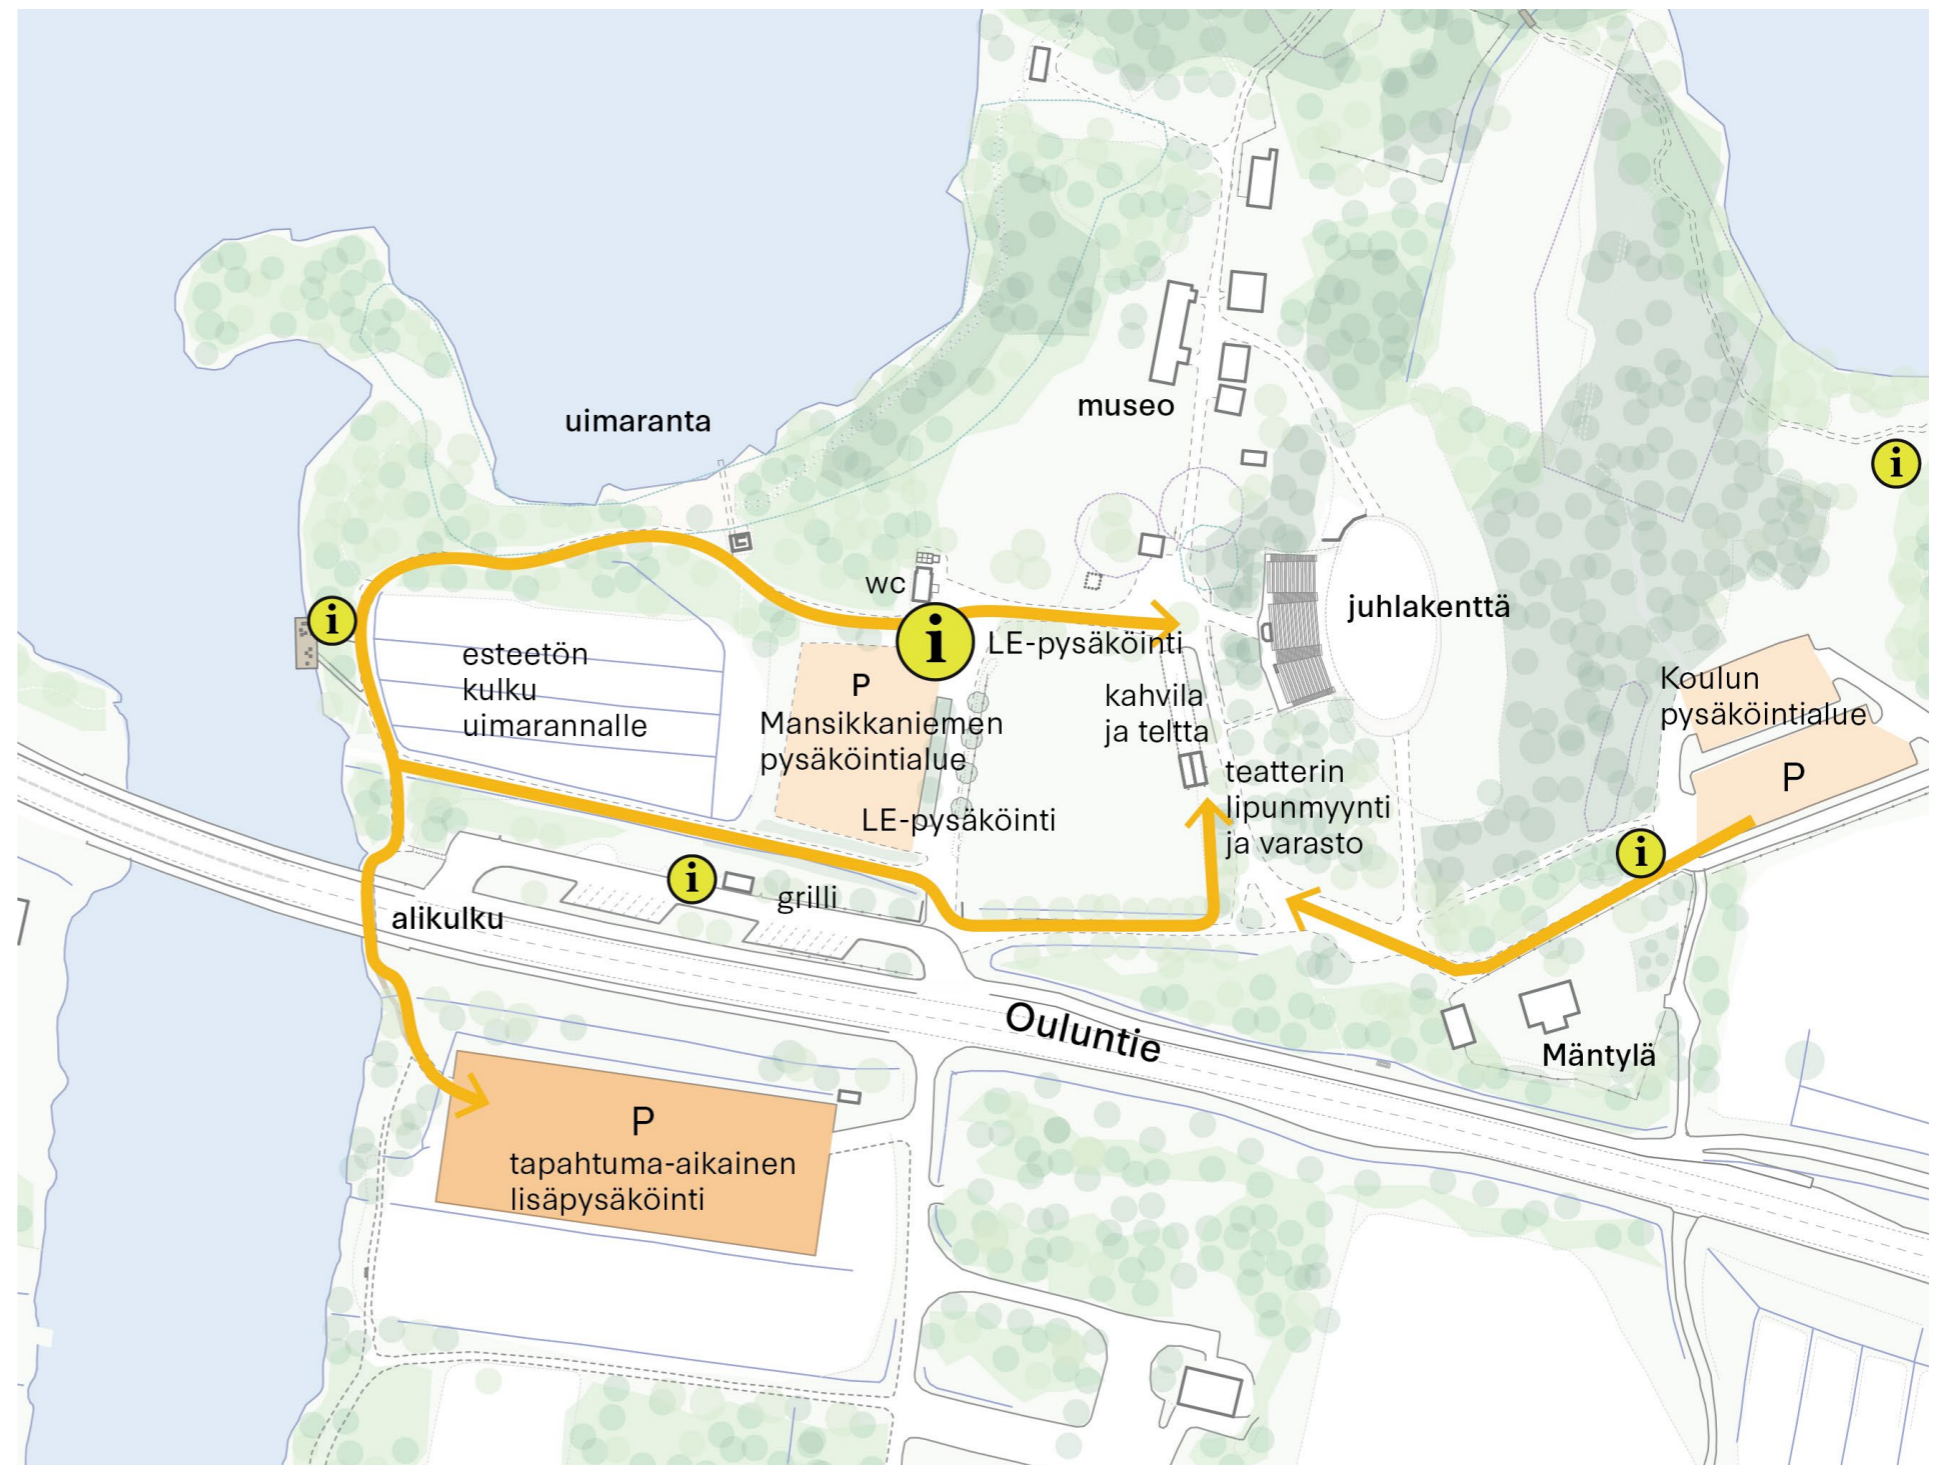 uimaranta
museo
i
wc
i
i
LE-pysäköinti
juhlakenttä
esteetön
kulku
uimarannalle
P
Mansikkaniemen
pysäköintialue
kahvila
ja teltta
Koulun
pysäköintialue
P
teatterin
lipunmyynti
ja varasto
LE-pysäköinti
i
i
grilli
alikulku
Ouluntie
Mäntylä
P
tapahtuma-aikainen
lisäpysäköinti